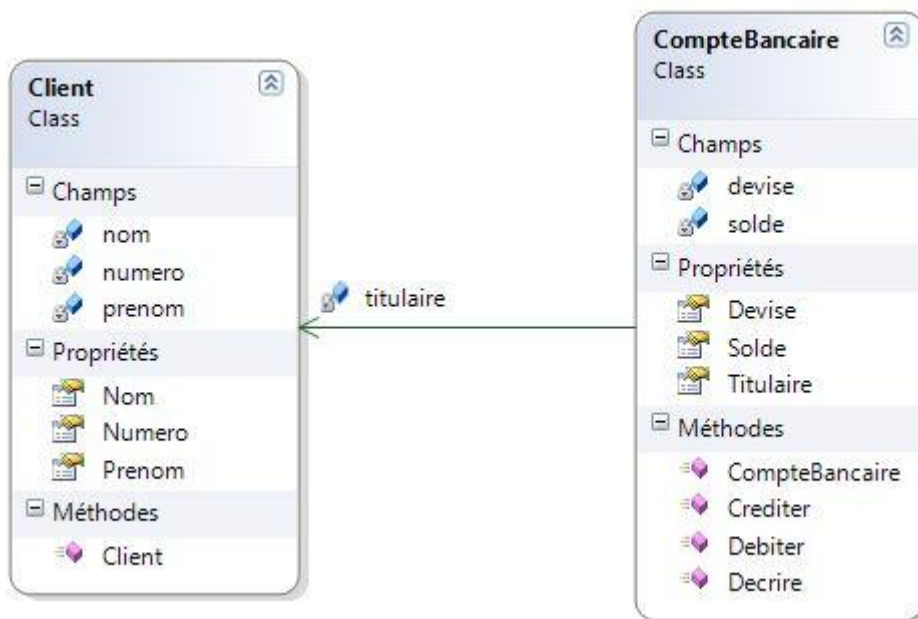 Client
Class
Champs
nom
numero
prenom
Propriétés
Nom
Numero
Prenom
Méthodes
Client
titulaire
CompteBancaire
Class
Champs
devise
solde
Propriétés
Devise
Solde
Titulaire
Méthodes
CompteBancaire
Crediter
Debiter
Decrire